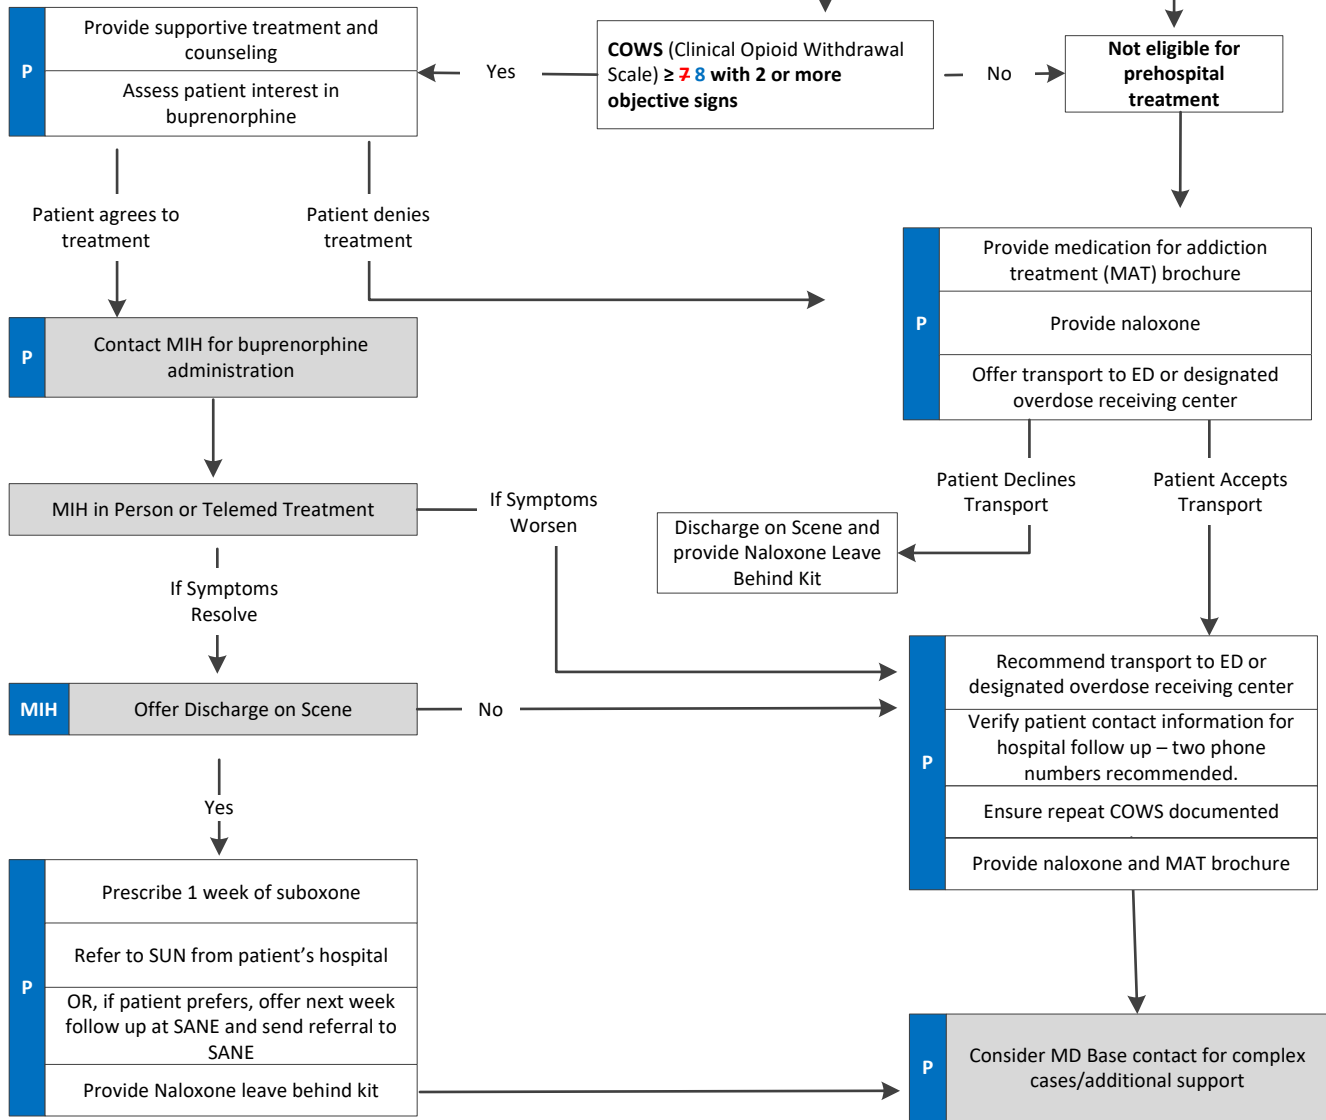 P
Provide supportive treatment and
counseling
Assess patient interest in
buprenorphine
Yes
COWS (Clinical Opioid Withdrawal
Scale) ≥ 7 8 with 2 or more
objective signs
No
Not eligible for
prehospital
treatment
Patient agrees to
treatment
Patient denies
treatment
P
Provide medication for addiction
treatment (MAT) brochure
Provide naloxone
Offer transport to ED or designated
overdose receiving center
P
Contact MIH for buprenorphine
administration
Patient Declines
Transport
Patient Accepts
Transport
MIH in Person or Telemed Treatment
If Symptoms
Worsen
Discharge on Scene and
provide Naloxone Leave
Behind Kit
If Symptoms
Resolve
MIH
Offer Discharge on Scene
No
P
Recommend transport to ED or
designated overdose receiving center
Verify patient contact information for
hospital follow up – two phone
numbers recommended.
Ensure repeat COWS documented
Provide naloxone and MAT brochure
Yes
P
Prescribe 1 week of suboxone
Refer to SUN from patient's hospital
OR, if patient prefers, offer next week
follow up at SANE and send referral to
SANE
Provide Naloxone leave behind kit
P
Consider MD Base contact for complex
cases/additional support